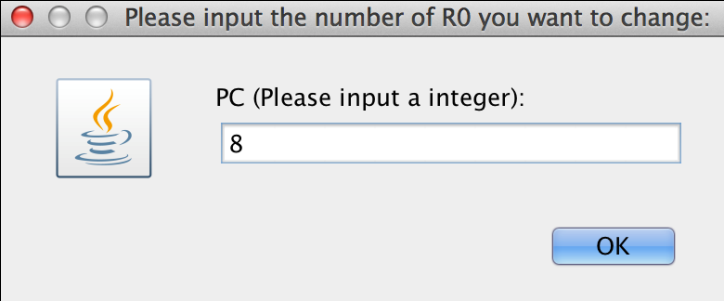 Please input the number of R0 you want to change:
PC (Please input a integer):
8
OK